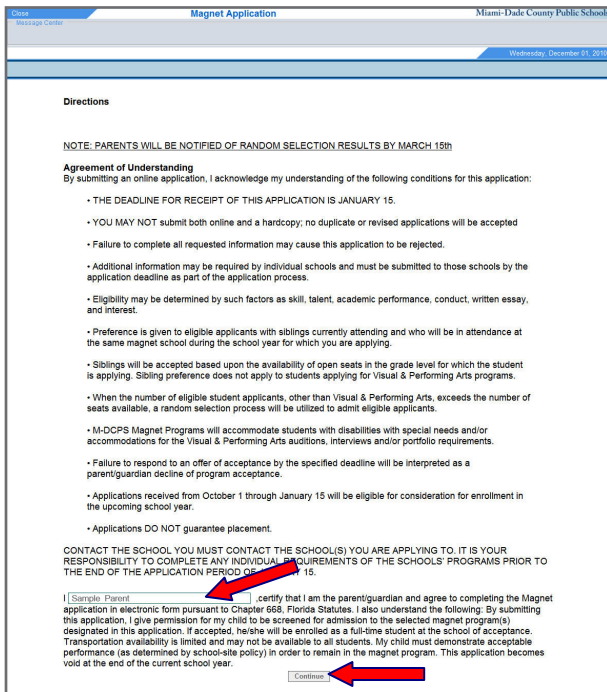 Close
Magnet Application
Miami-Dade County Public Schools
Message Center
Wednesday, December 01, 2010
Directions
NOTE: PARENTS WILL BE NOTIFIED OF RANDOM SELECTION RESULTS BY MARCH 15th
Agreement of Understanding
By submitting an online application, I acknowledge my understanding of the following conditions for this application:
• THE DEADLINE FOR RECEIPT OF THIS APPLICATION IS JANUARY 15.
• YOU MAY NOT submit both online and a hardcopy; no duplicate or revised applications will be accepted
• Failure to complete all requested information may cause this application to be rejected.
• Additional information may be required by individual schools and must be submitted to those schools by the
application deadline as part of the application process.
• Eligibility may be determined by such factors as skill, talent, academic performance, conduct, written essay,
and interest.
• Preference is given to eligible applicants with siblings currently attending and who will be in attendance at
the same magnet school during the school year for which you are applying.
• Siblings will be accepted based upon the availability of open seats in the grade level for which the student
is applying. Sibling preference does not apply to students applying for Visual & Performing Arts programs.
• When the number of eligible student applicants, other than Visual & Performing Arts, exceeds the number of
seats available, a random selection process will be utilized to admit eligible applicants.
• M-DCPS Magnet Programs will accommodate students with disabilities with special needs and/or
accommodations for the Visual & Performing Arts auditions, interviews and/or portfolio requirements.
• Failure to respond to an offer of acceptance by the specified deadline will be interpreted as a
parent/guardian decline of program acceptance.
• Applications received from October 1 through January 15 will be eligible for consideration for enrollment in
the upcoming school year.
• Applications DO NOT guarantee placement.
CONTACT THE SCHOOL YOU MUST CONTACT THE SCHOOL(S) YOU ARE APPLYING TO. IT IS YOUR
RESPONSIBILITY TO COMPLETE ANY INDIVIDUAL REQUIREMENTS OF THE SCHOOLS' PROGRAMS PRIOR TO
THE END OF THE APPLICATION PERIOD OF 15.
I Sample Parent ,certify that I am the parent/guardian and agree to completing the Magnet
application in electronic form pursuant to Chapter 668, Florida Statutes. I also understand the following: By submitting
this application, I give permission for my child to be screened for admission to the selected magnet program(s)
designated in this application. If accepted, he/she will be enrolled as a full-time student at the school of acceptance.
Transportation availability is limited and may not be available to all students. My child must demonstrate acceptable
performance (as determined by school-site policy) in order to remain in the magnet program. This application becomes
void at the end of the current school year.
Continue